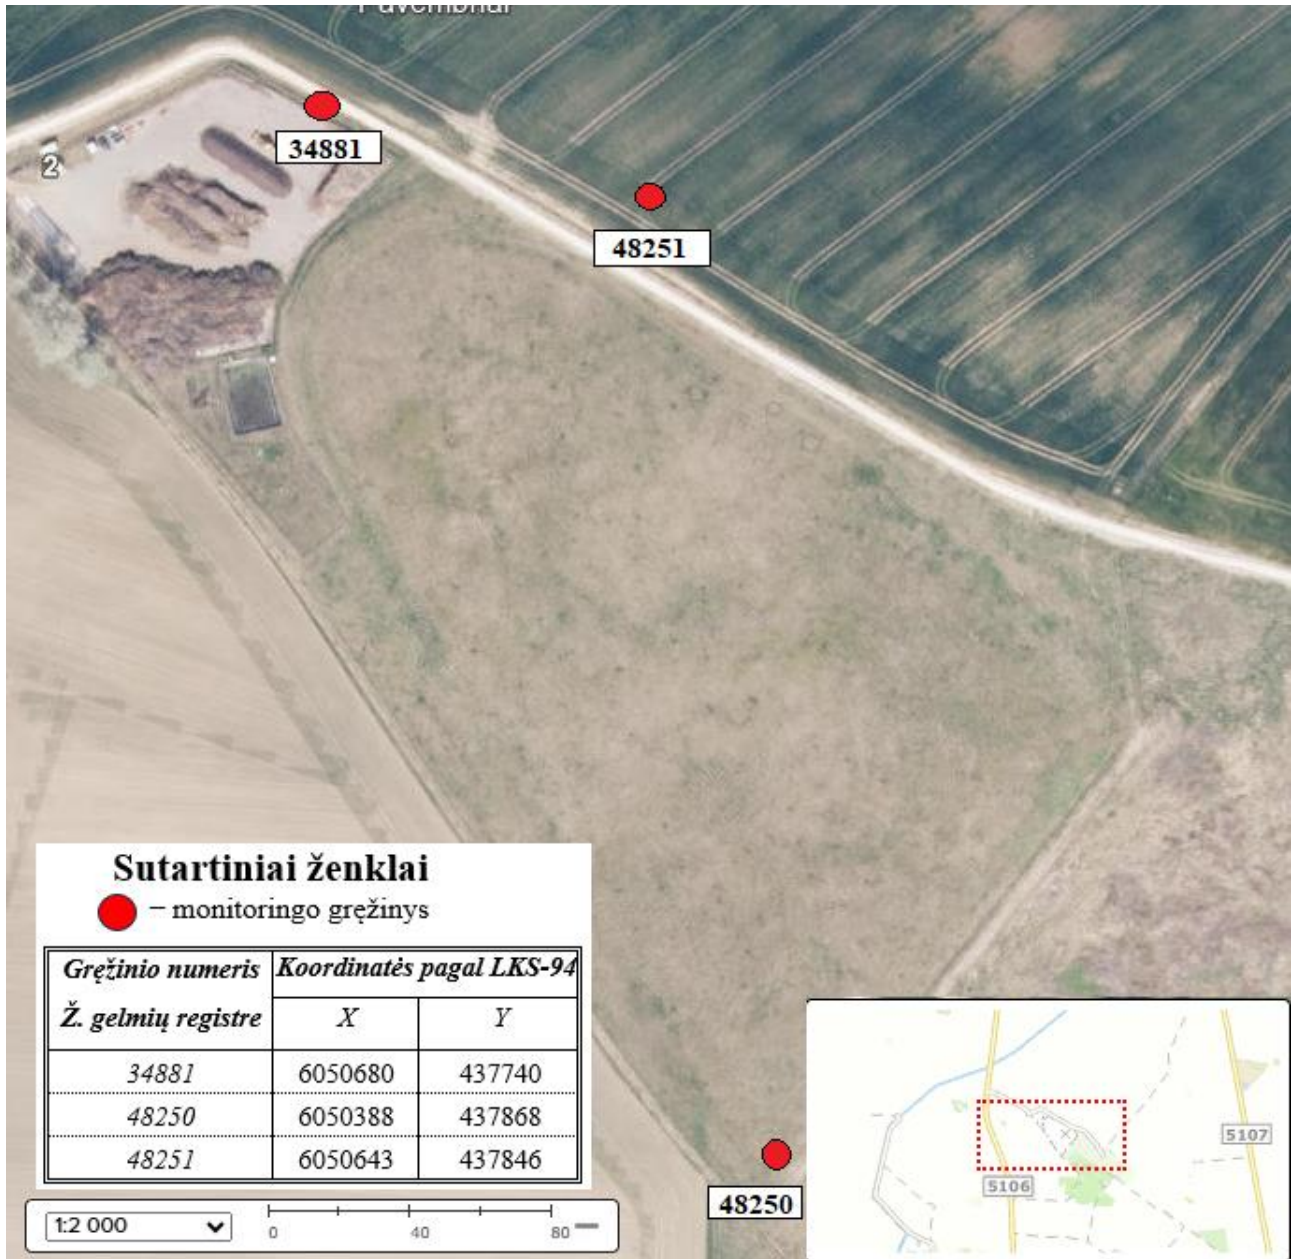 34881
2
48251
Sutartiniai ženklai
– monitoringo gręžinys
Gręžinio numeris Ž. gelmių registre
Koordinatės pagal LKS-94
X Y
34881 6050680 437740
48250 6050388 437868
48251 6050643 437846
48250
5106
5107
1:2 000
0 40 80